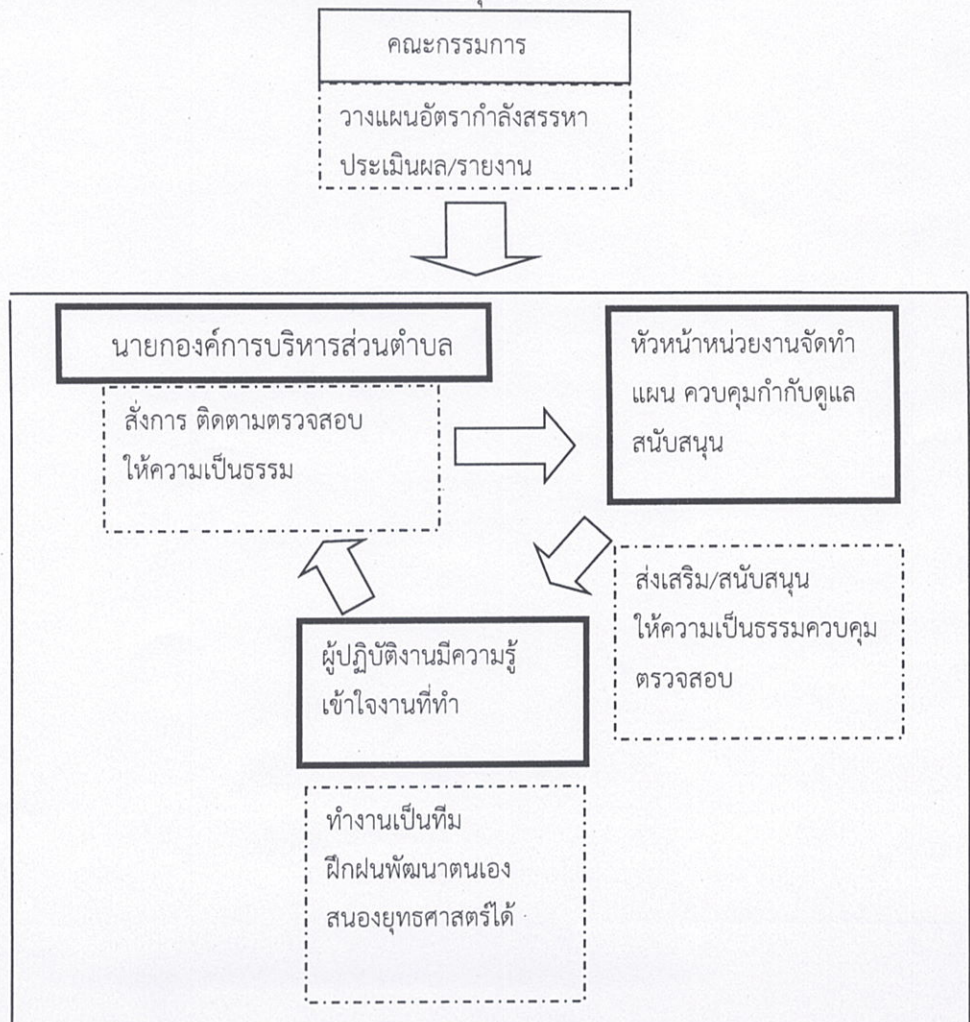 คณะกรรมการ
วางแผนอัตรากำลังสรรหา
ประเมินผล/รายงาน
นายกองค์การบริหารส่วนตำบล
สั่งการ ติดตามตรวจสอบ
ให้ความเป็นธรรม
หัวหน้าหน่วยงานจัดทำ
แผน ควบคุมกำกับดูแล
สนับสนุน
ส่งเสริม/สนับสนุน
ให้ความเป็นธรรมควบคุม
ตรวจสอบ
ผู้ปฏิบัติงานมีความรู้
เข้าใจงานที่ทำ
ทำงานเป็นทีม
ฝึกฝนพัฒนาตนเอง
สนองยุทธศาสตร์ได้